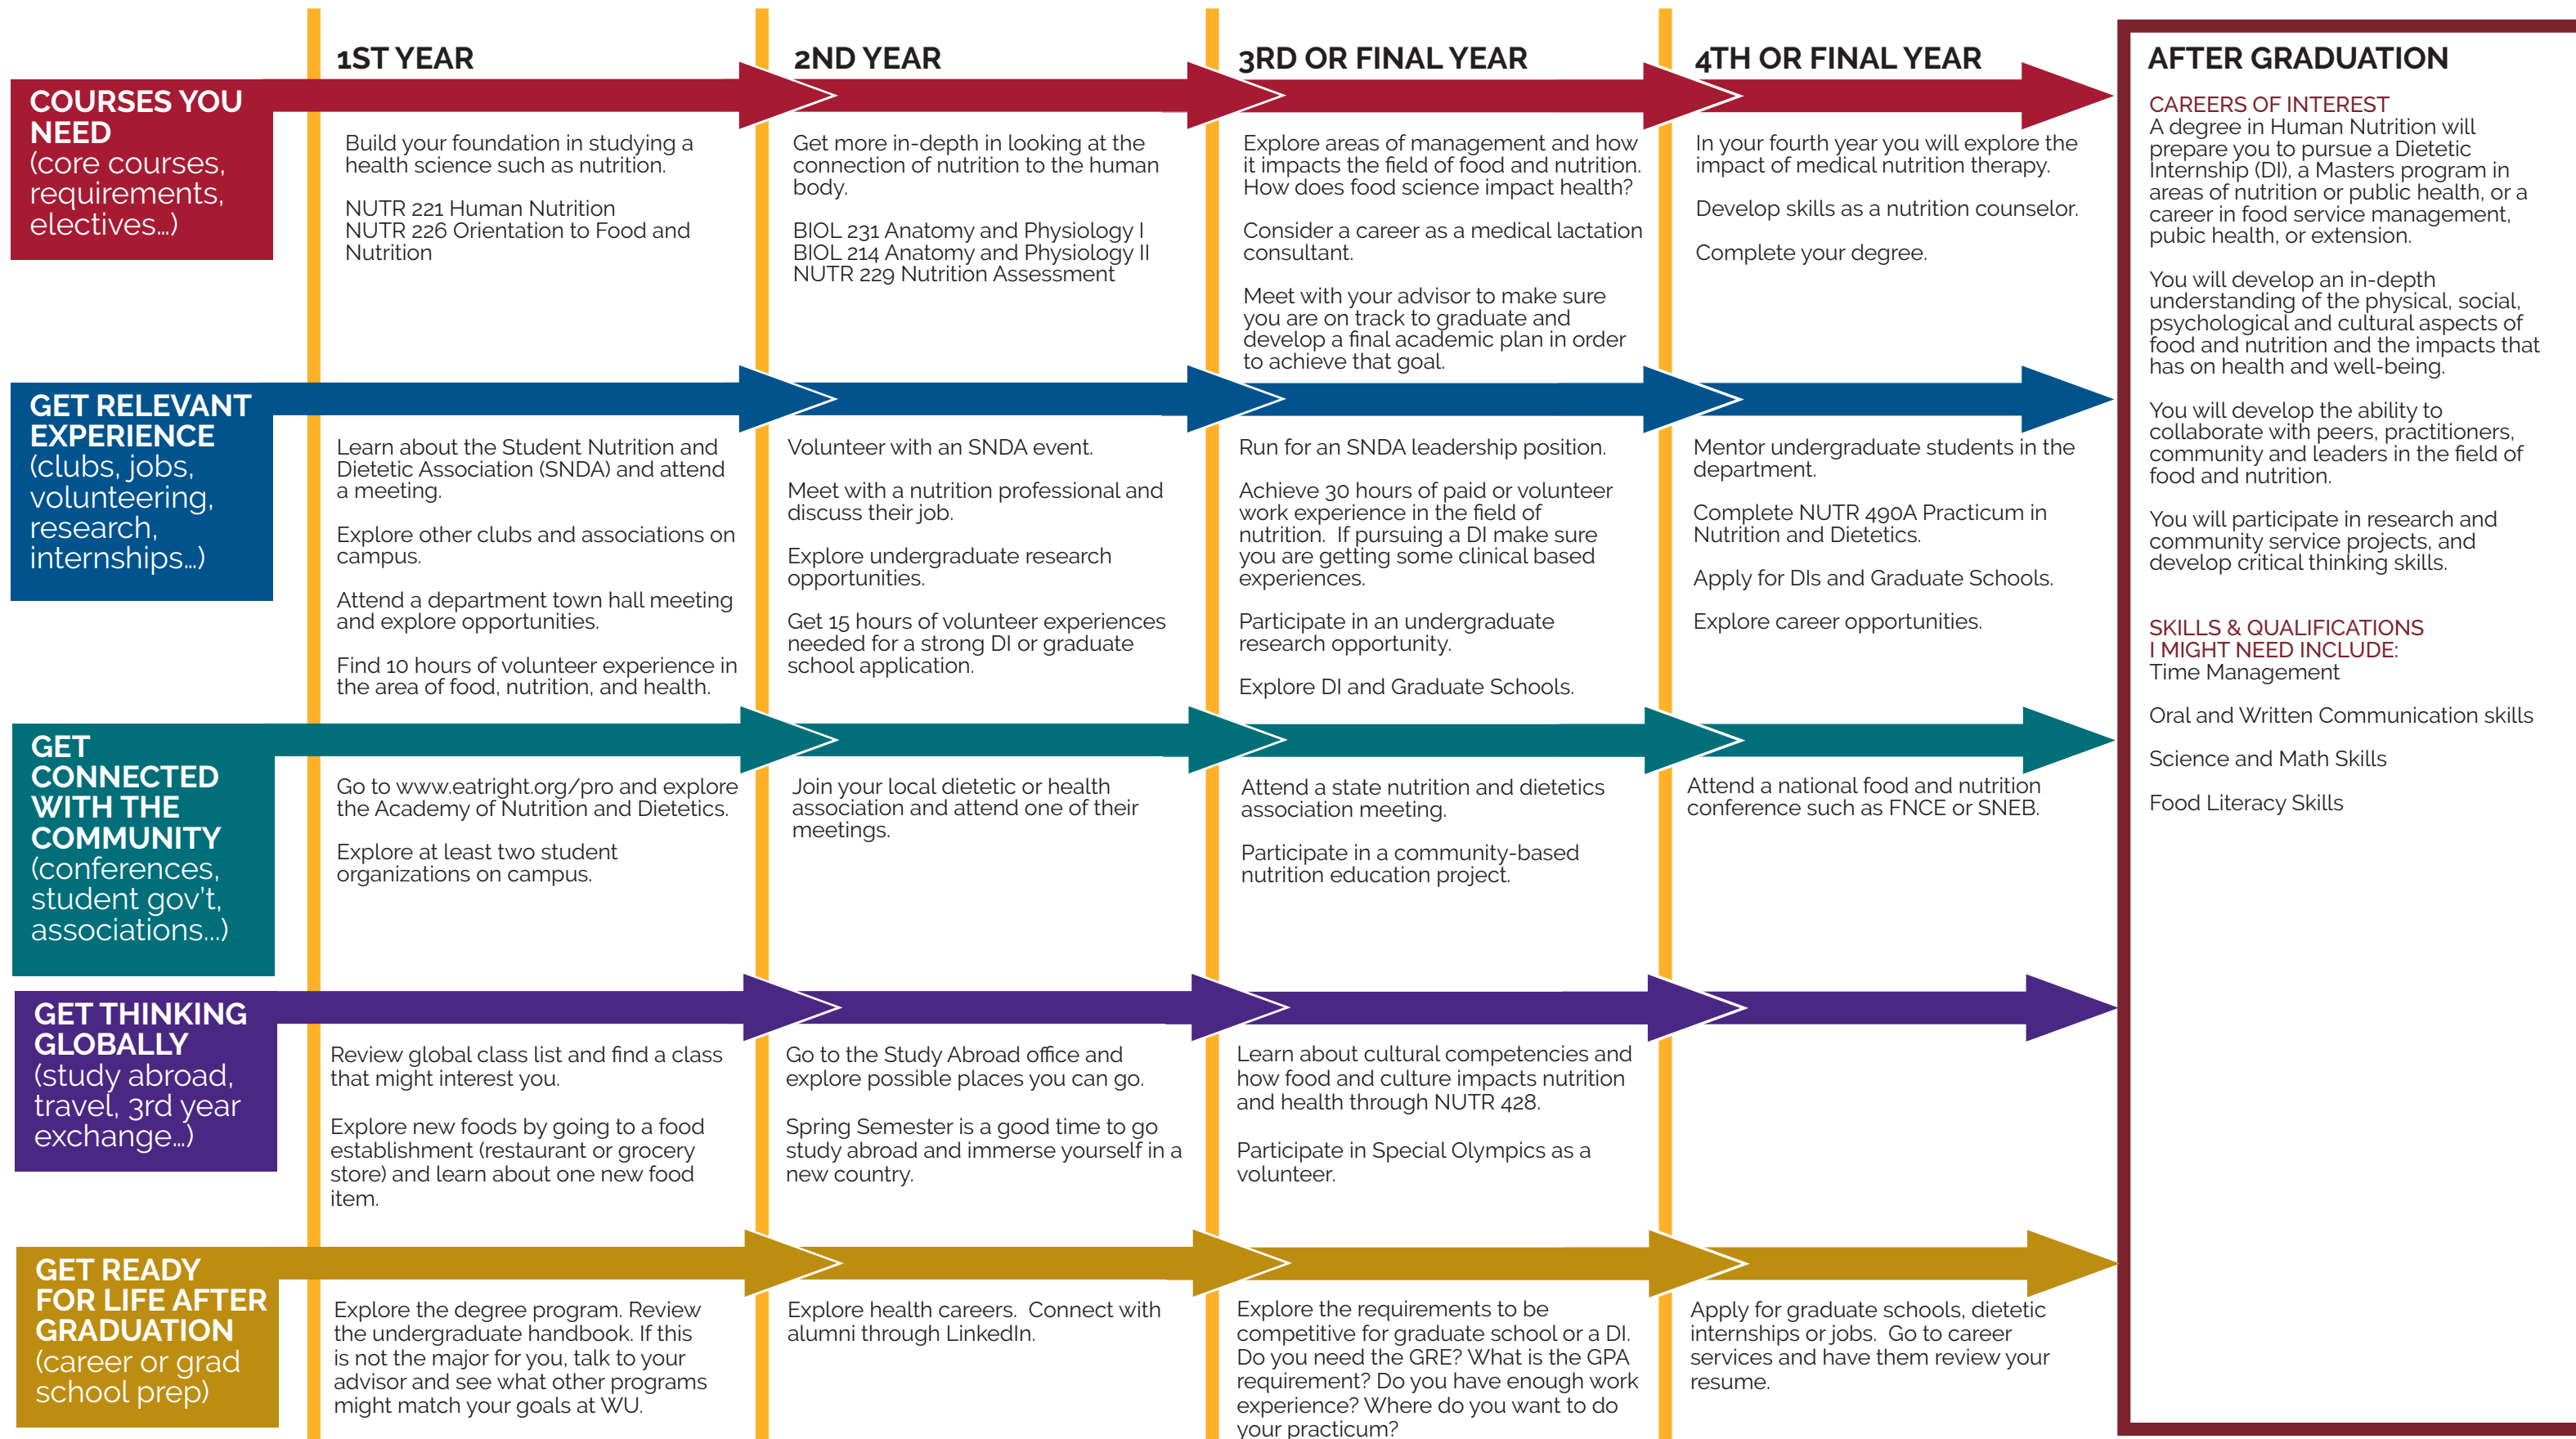 1ST YEAR
2ND YEAR
3RD OR FINAL YEAR
4TH OR FINAL YEAR
AFTER GRADUATION
COURSES YOU
NEED
(core courses,
requirements,
electives...)
Build your foundation in studying a
health science such as nutrition.
NUTR 221 Human Nutrition
NUTR 226 Orientation to Food and
Nutrition
Get more in-depth in looking at the
connection of nutrition to the human
body.
BIOL 231 Anatomy and Physiology I
BIOL 214 Anatomy and Physiology II
NUTR 229 Nutrition Assessment
Explore areas of management and how
it impacts the field of food and nutrition.
How does food science impact health?
Consider a career as a medical lactation
consultant.
Meet with your advisor to make sure
you are on track to graduate and
develop a final academic plan in order
to achieve that goal.
In your fourth year you will explore the
impact of medical nutrition therapy.
Develop skills as a nutrition counselor.
Complete your degree.
GET RELEVANT
EXPERIENCE
(clubs, jobs,
volunteering,
research,
internships...)
Learn about the Student Nutrition and
Dietetic Association (SNDA) and attend
a meeting.
Explore other clubs and associations on
campus.
Attend a department town hall meeting
and explore opportunities.
Find 10 hours of volunteer experience in
the area of food, nutrition, and health.
Volunteer with an SNDA event.
Meet with a nutrition professional and
discuss their job.
Explore undergraduate research
opportunities.
Get 15 hours of volunteer experiences
needed for a strong DI or graduate
school application.
Run for an SNDA leadership position.
Achieve 30 hours of paid or volunteer
work experience in the field of
nutrition.  If pursuing a DI make sure
you are getting some clinical based
experiences.
Participate in an undergraduate
research opportunity.
Explore DI and Graduate Schools.
Mentor undergraduate students in the
department.
Complete NUTR 490A Practicum in
Nutrition and Dietetics.
Apply for DIs and Graduate Schools.
Explore career opportunities.
GET
CONNECTED
WITH THE
COMMUNITY
(conferences,
student gov't,
associations...)
Go to www.eatright.org/pro and explore
the Academy of Nutrition and Dietetics.
Explore at least two student
organizations on campus.
Join your local dietetic or health
association and attend one of their
meetings.
Attend a state nutrition and dietetics
association meeting.
Participate in a community-based
nutrition education project.
Attend a national food and nutrition
conference such as FNCE or SNEB.
GET THINKING
GLOBALLY
(study abroad,
travel, 3rd year
exchange...)
Review global class list and find a class
that might interest you.
Explore new foods by going to a food
establishment (restaurant or grocery
store) and learn about one new food
item.
Go to the Study Abroad office and
explore possible places you can go.
Spring Semester is a good time to go
study abroad and immerse yourself in a
new country.
Learn about cultural competencies and
how food and culture impacts nutrition
and health through NUTR 428.
Participate in Special Olympics as a
volunteer.
GET READY
FOR LIFE AFTER
GRADUATION
(career or grad
school prep)
Explore the degree program. Review
the undergraduate handbook. If this
is not the major for you, talk to your
advisor and see what other programs
might match your goals at WU.
Explore health careers.  Connect with
alumni through LinkedIn.
Explore the requirements to be
competitive for graduate school or a DI.
Do you need the GRE? What is the GPA
requirement? Do you have enough work
experience? Where do you want to do
your practicum?
Apply for graduate schools, dietetic
internships or jobs.  Go to career
services and have them review your
resume.
CAREERS OF INTEREST
A degree in Human Nutrition will
prepare you to pursue a Dietetic
Internship (DI), a Masters program in
areas of nutrition or public health, or a
career in food service management,
pubic health, or extension.
You will develop an in-depth
understanding of the physical, social,
psychological and cultural aspects of
food and nutrition and the impacts that
has on health and well-being.
You will develop the ability to
collaborate with peers, practitioners,
community and leaders in the field of
food and nutrition.
You will participate in research and
community service projects, and
develop critical thinking skills.
SKILLS & QUALIFICATIONS
I MIGHT NEED INCLUDE:
Time Management
Oral and Written Communication skills
Science and Math Skills
Food Literacy Skills